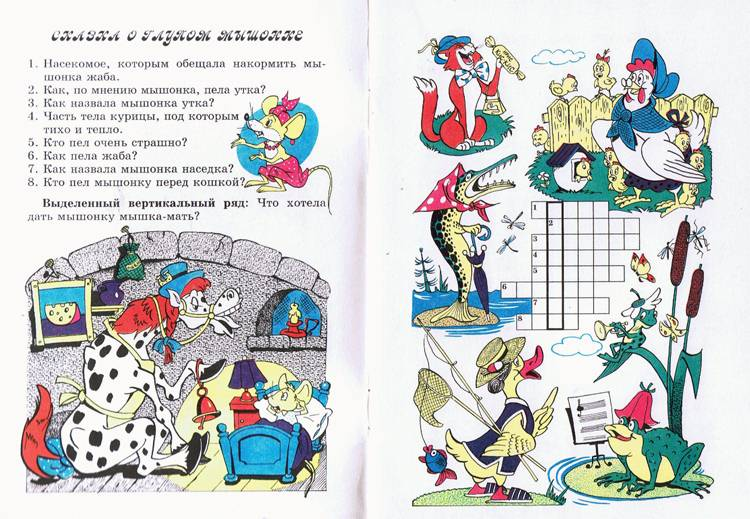 СКАЗКА О ГЛУПОМ МЫШОНКЕ
1. Насекомое, которым обещала накормить мы-
шонка жаба.
2. Как, по мнению мышонка, пела утка?
3. Как назвала мышонка утка?
4. Часть тела курицы, под которым
тихо и тепло.
5. Кто пел очень страшно?
6. Как пела жаба?
7. Как назвала мышонка наседка?
8. Кто пел мышонку перед кошкой?
Выделенный вертикальный ряд: Что хотела
дать мышонку мышка-мать?
1
2
3
4
5
6
7
8